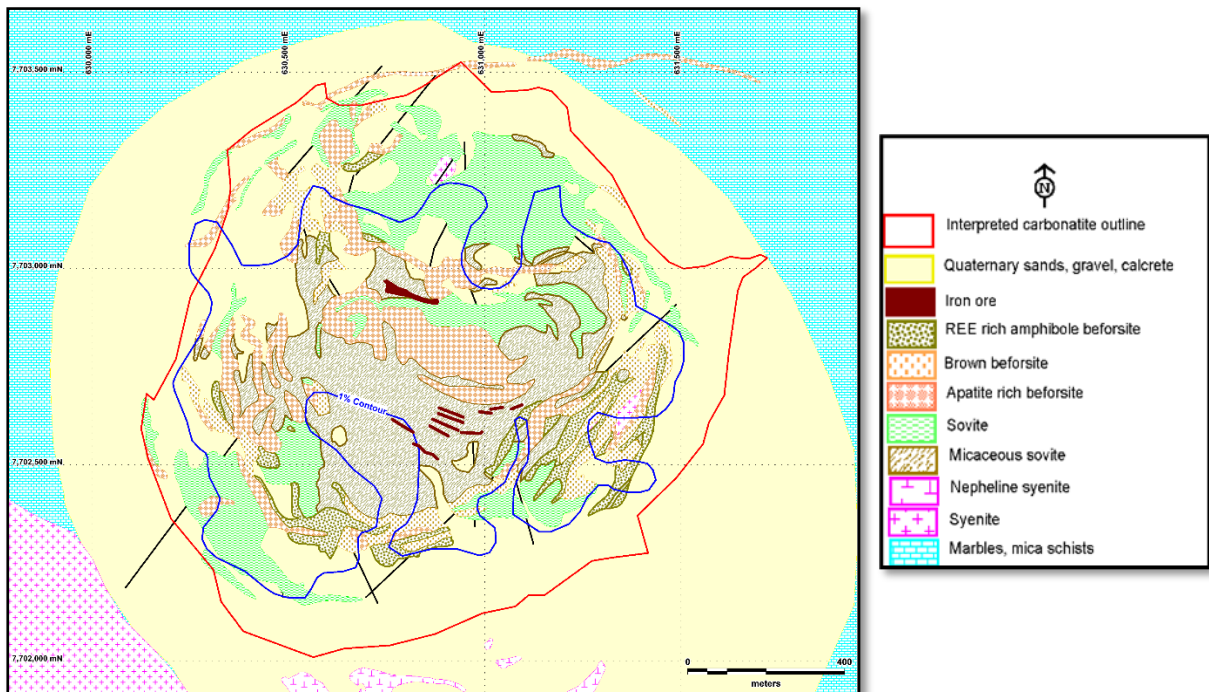 630,000 mE
630,500 mE
631,000 mE
631,500 mE
7,703,500 mN
7,703,000 mN
1% Contour
7,702,500 mN
7,702,000 mN
0
400
meters
N
Interpreted carbonatite outline
Quaternary sands, gravel, calcrete
Iron ore
REE rich amphibole beforsite
Brown beforsite
Apatite rich beforsite
Sovite
Micaceous sovite
Nepheline syenite
Syenite
Marbles, mica schists